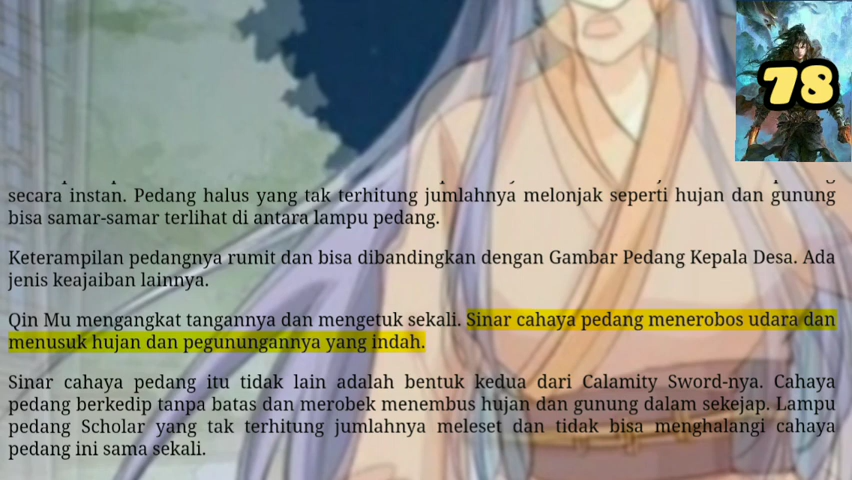 78
secara instan. Pedang halus yang tak terhitung jumlahnya melonjak seperti hujan dan gunung
bisa samar-samar terlihat di antara lampu pedang.
Keterampilan pedangnya rumit dan bisa dibandingkan dengan Gambar Pedang Kepala Desa. Ada
jenis keajaiban lainnya.
Qin Mu mengangkat tangannya dan mengetuk sekali. Sinar cahaya pedang menerobos udara dan
menusuk hujan dan pegunungannya yang indah.
Sinar cahaya pedang itu tidak lain adalah bentuk kedua dari Calamity Sword-nya. Cahaya
pedang berkedip tanpa batas dan merobek menembus hujan dan gunung dalam sekejap. Lampu
pedang Scholar yang tak terhitung jumlahnya meleset dan tidak bisa menghalangi cahaya
pedang ini sama sekali.